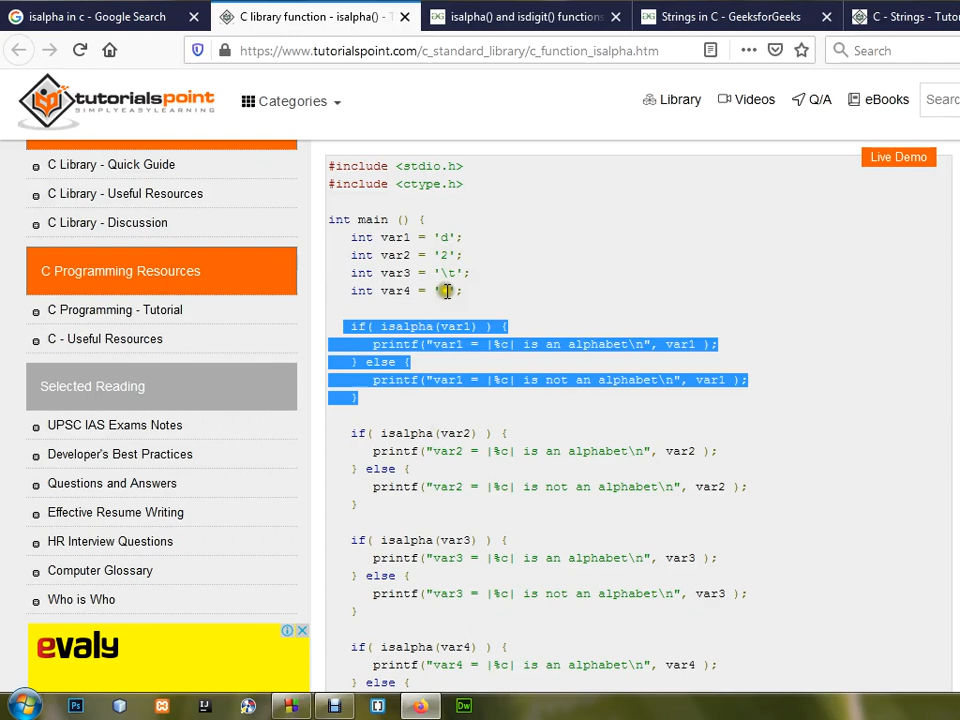 isalpha in c - Google Search
C library function - isalpha() - T
isalpha() and isdigit() functions
Strings in C - GeeksforGeeks
C - Strings - Tutor
https://www.tutorialspoint.com/c_standard_library/c_function_isalpha.htm
Search
tutorialspoint
SIMPLYEASYLEARNING
Categories
Library
Videos
Q/A
eBooks
Searc
C Library - Quick Guide
C Library - Useful Resources
C Library - Discussion
C Programming Resources
C Programming - Tutorial
C - Useful Resources
Selected Reading
UPSC IAS Exams Notes
Developer's Best Practices
Questions and Answers
Effective Resume Writing
HR Interview Questions
Computer Glossary
Who is Who
evaly
Live Demo
#include <stdio.h>
#include <ctype.h>
int main () {
int var1 = 'd';
int var2 = '2';
int var3 = '\t';
int var4 = ' ';
if( isalpha(var1) ) {
printf("var1 = |%c| is an alphabet\n", var1 );
} else {
printf("var1 = |%c| is not an alphabet\n", var1 );
}
if( isalpha(var2) ) {
printf("var2 = |%c| is an alphabet\n", var2 );
} else {
printf("var2 = |%c| is not an alphabet\n", var2 );
}
if( isalpha(var3) ) {
printf("var3 = |%c| is an alphabet\n", var3 );
} else {
printf("var3 = |%c| is not an alphabet\n", var3 );
}
if( isalpha(var4) ) {
printf("var4 = |%c| is an alphabet\n", var4 );
} else {
Ps
IJ
Dw